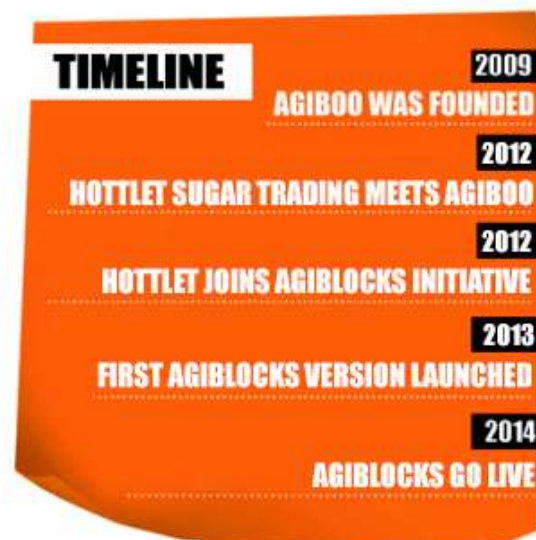 TIMELINE
2009
AGIBOO WAS FOUNDED
2012
HOTTLET SUGAR TRADING MEETS AGIBOO
2012
HOTTLET JOINS AGIBLOCKS INITIATIVE
2013
FIRST AGIBLOCKS VERSION LAUNCHED
2014
AGIBLOCKS GO LIVE